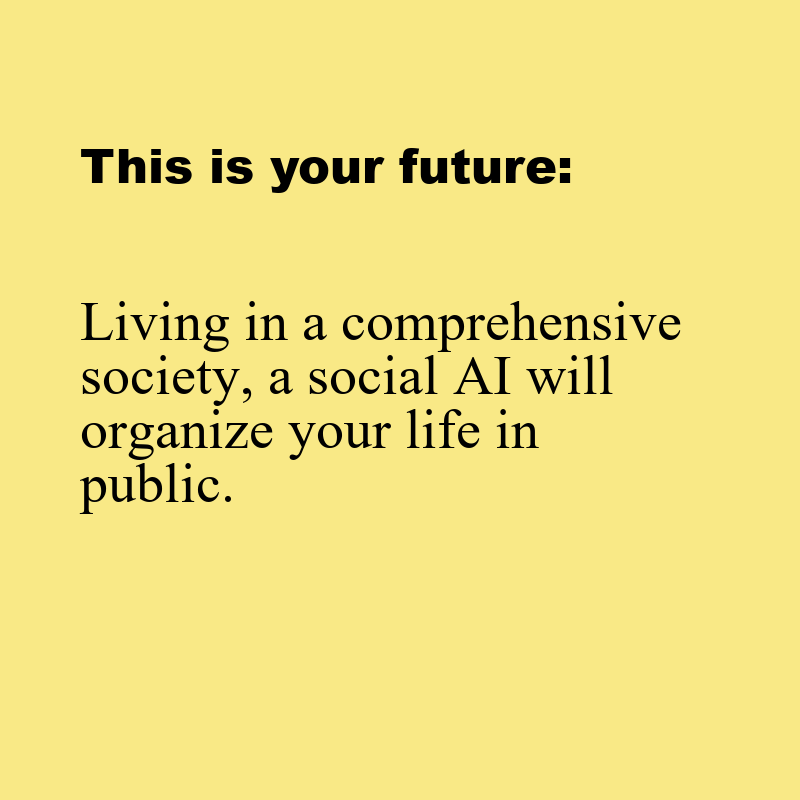 This is your future:
Living in a comprehensive
society, a social AI will
organize your life in
public.